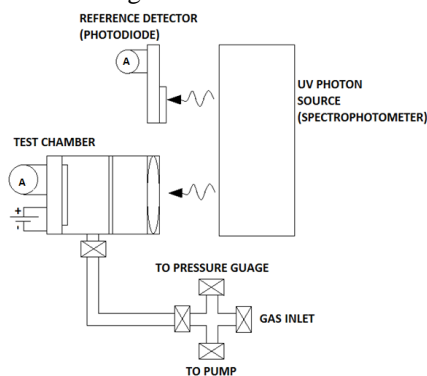 REFERENCE DETECTOR
(PHOTODIODE)
A
UV PHOTON
SOURCE
(SPECTROPHOTOMETER)
TEST CHAMBER
A
+
-
TO PRESSURE GUAGE
GAS INLET
TO PUMP